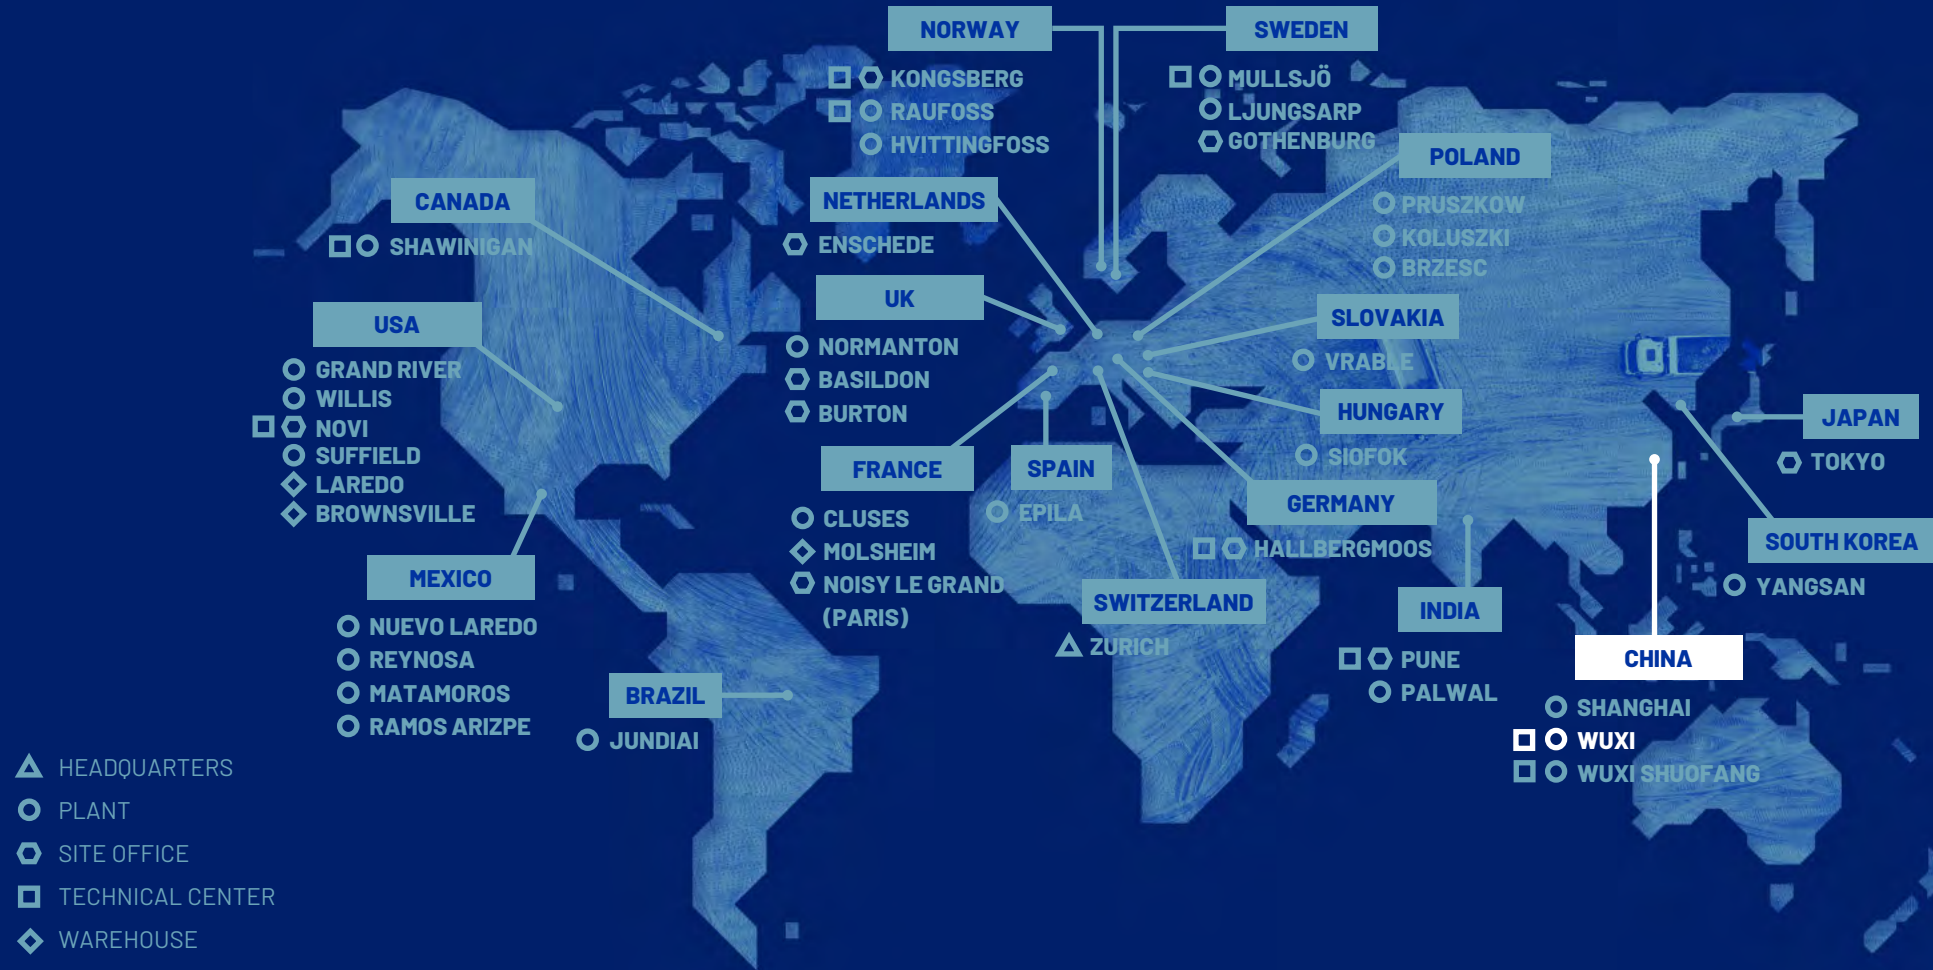 NORWAY
KONGSBERG
RAUFOSS
HVITTINGFOSS
SWEDEN
MULLSJÖ
LJUNGSARP
GOTHENBURG
POLAND
PRUSZKOW
KOLUSZKI
BRZESC
CANADA
SHAWINIGAN
NETHERLANDS
ENSCHEDE
UK
NORMANTON
BASILDON
BURTON
SLOVAKIA
VRABLE
USA
GRAND RIVER
WILLIS
NOVI
SUFFIELD
LAREDO
BROWNSVILLE
HUNGARY
SIOFOK
JAPAN
TOKYO
FRANCE
CLUSES
MOLSHEIM
NOISY LE GRAND
(PARIS)
SPAIN
EPILA
GERMANY
HALLBERGMOOS
SOUTH KOREA
YANGSAN
MEXICO
NUEVO LAREDO
REYNOSA
MATAMOROS
RAMOS ARIZPE
SWITZERLAND
ZURICH
INDIA
PUNE
PALWAL
CHINA
SHANGHAI
WUXI
WUXI SHUOFANG
BRAZIL
JUNDIAI
HEADQUARTERS
PLANT
SITE OFFICE
TECHNICAL CENTER
WAREHOUSE